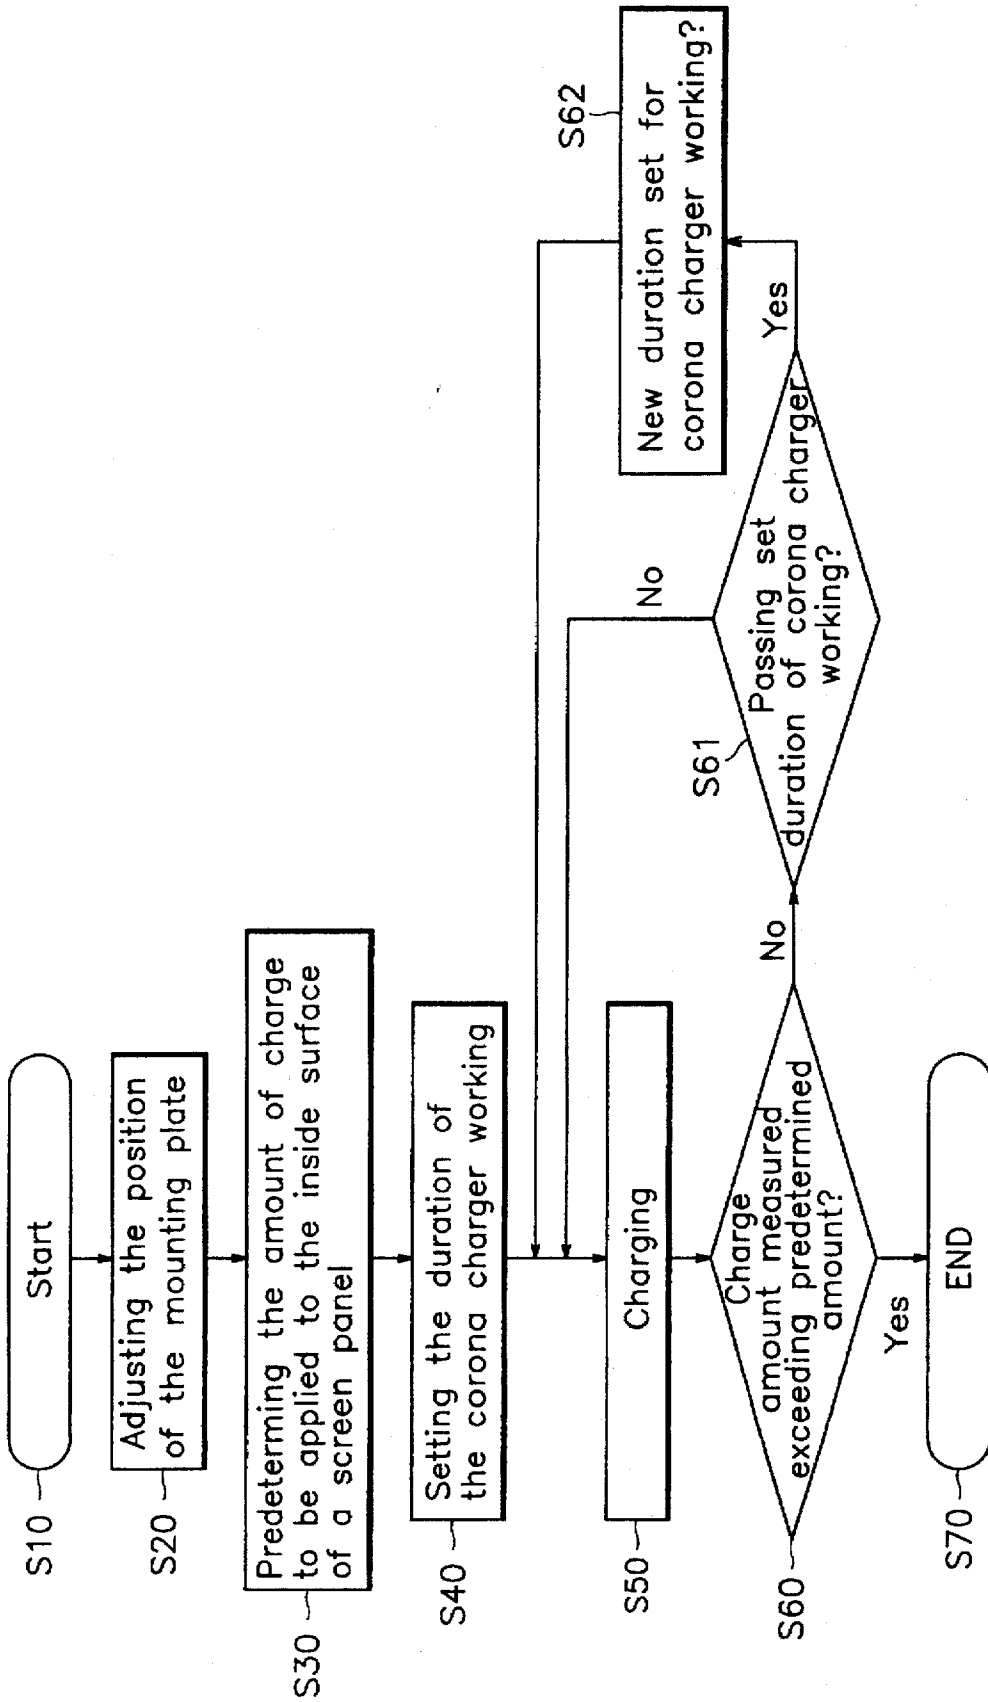 S10
Start
S20
Adjusting the position
of the mounting plate
S30
Predetermining the amount of charge
to be applied to the inside surface
of a screen panel
S40
Setting the duration of
the corona charger working
S50
Charging
S60
Charge
amount measured
exceeding predetermined
amount?
No
Yes
S61
Passing set
duration of corona charger
working?
No
Yes
S62
New duration set for
corona charger working?
S70
END